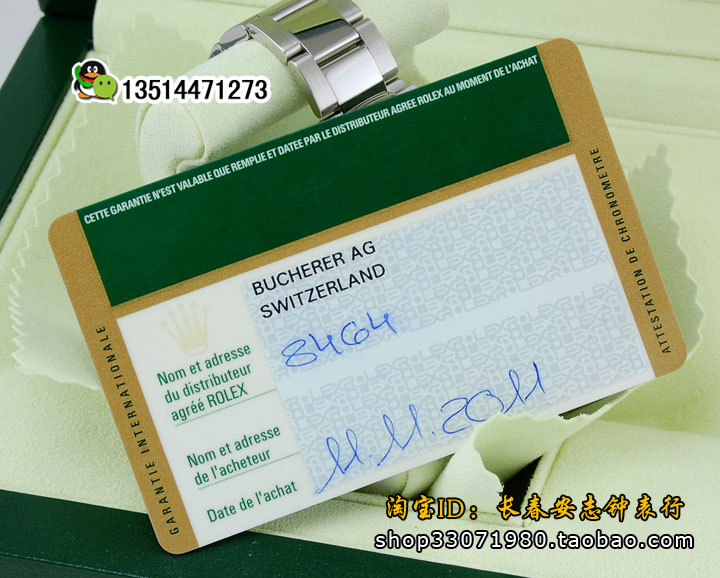 13514471273
CETTE GARANTIE N'EST VALABLE QUE REMPLIE ET DATEE PAR LE DISTRIBUTEUR AGREE ROLEX AU MOMENT DE L'ACHAT
BUCHERER AG
SWITZERLAND
Nom et adresse
du distributeur
agréé ROLEX
8464
Nom et adresse
de l'acheteur
Date de l'achat
11.11.2011
GARANTIE INTERNATIONALE
ATTESTATION DE CHRONOMETRE
淘宝ID：长春安志钟表行
shop33071980.taobao.com